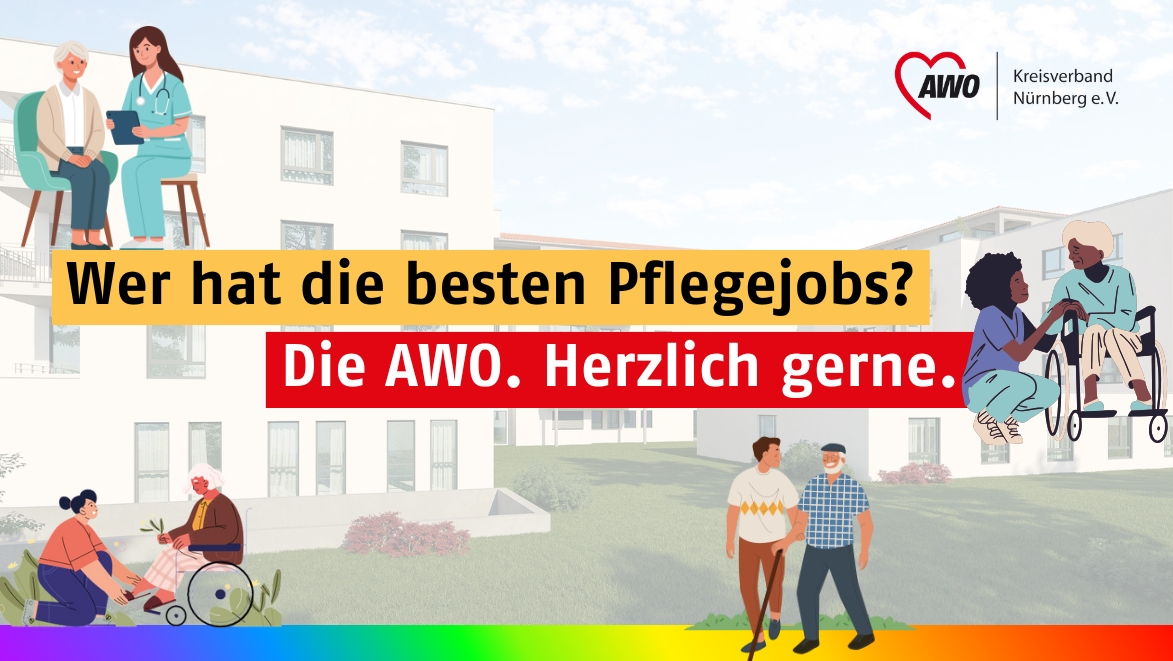 AWO
Kreisverband
Nürnberg e.V.
Wer hat die besten Pflegejobs?
Die AWO. Herzlich gerne.